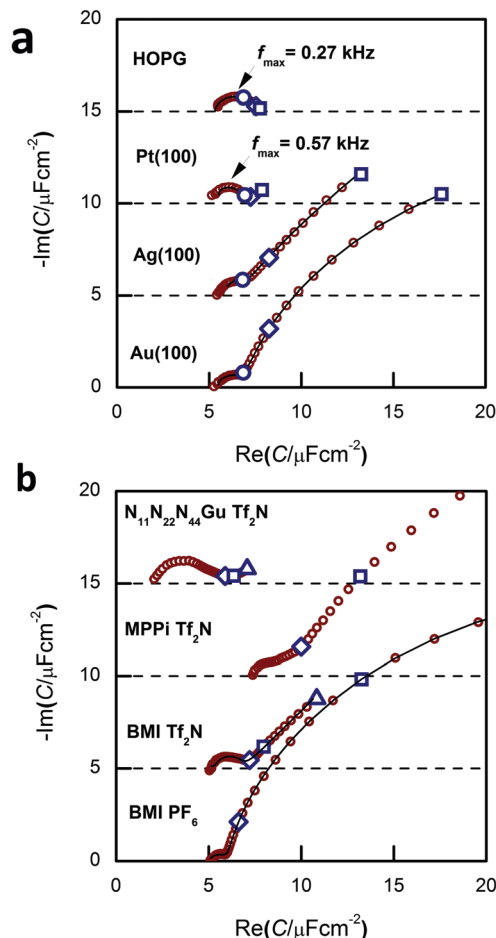 a
20
HOPG
fmax = 0.27 kHz
15
Pt(100)
fmax = 0.57 kHz
10
Ag(100)
5
Au(100)
0
0 5 10 15 20
-Im(C/μFcm-2)
Re(C/μFcm-2)
b
20
N11N22N44Gu Tf2N
15
MPPi Tf2N
10
BMI Tf2N
5
BMI PF6
0
0 5 10 15 20
-Im(C/μFcm-2)
Re(C/μFcm-2)